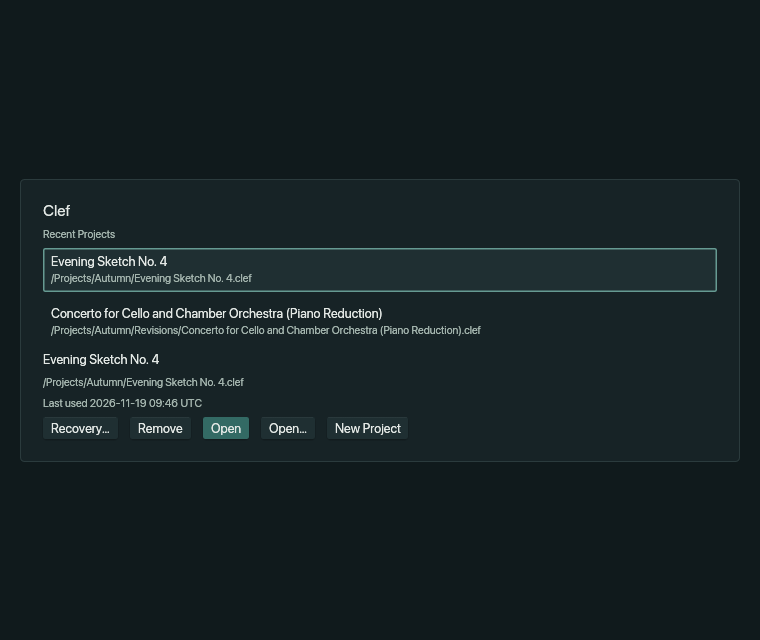 Clef
Recent Projects
Evening Sketch No. 4
/Projects/Autumn/Evening Sketch No. 4.clef
Concerto for Cello and Chamber Orchestra (Piano Reduction)
/Projects/Autumn/Revisions/Concerto for Cello and Chamber Orchestra (Piano Reduction).clef
Evening Sketch No. 4
/Projects/Autumn/Evening Sketch No. 4.clef
Last used 2026-11-19 09:46 UTC
Recovery... Remove Open Open... New Project